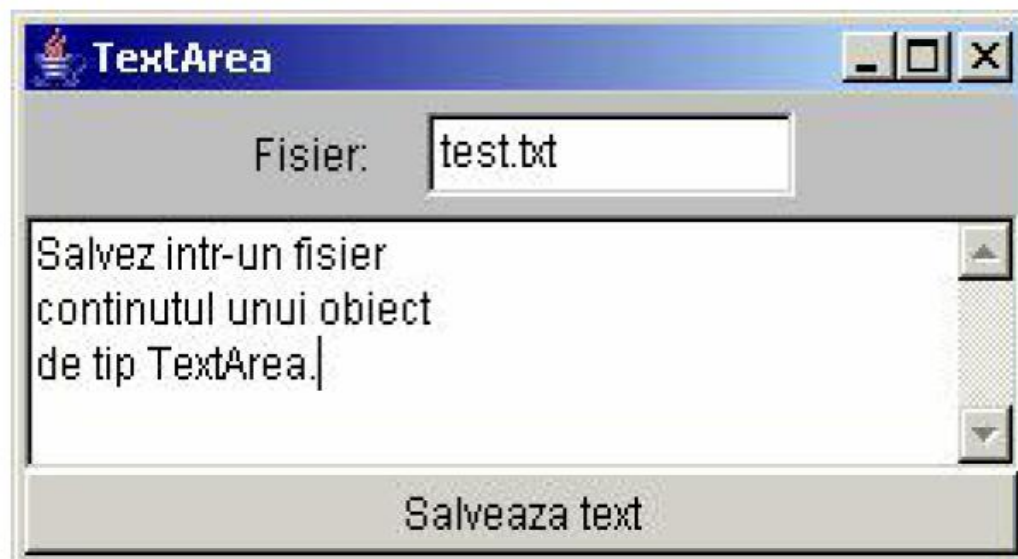 TextArea
Fisier: test.txt
Salvez intr-un fisier
continutul unui obiect
de tip TextArea.
Salveaza text